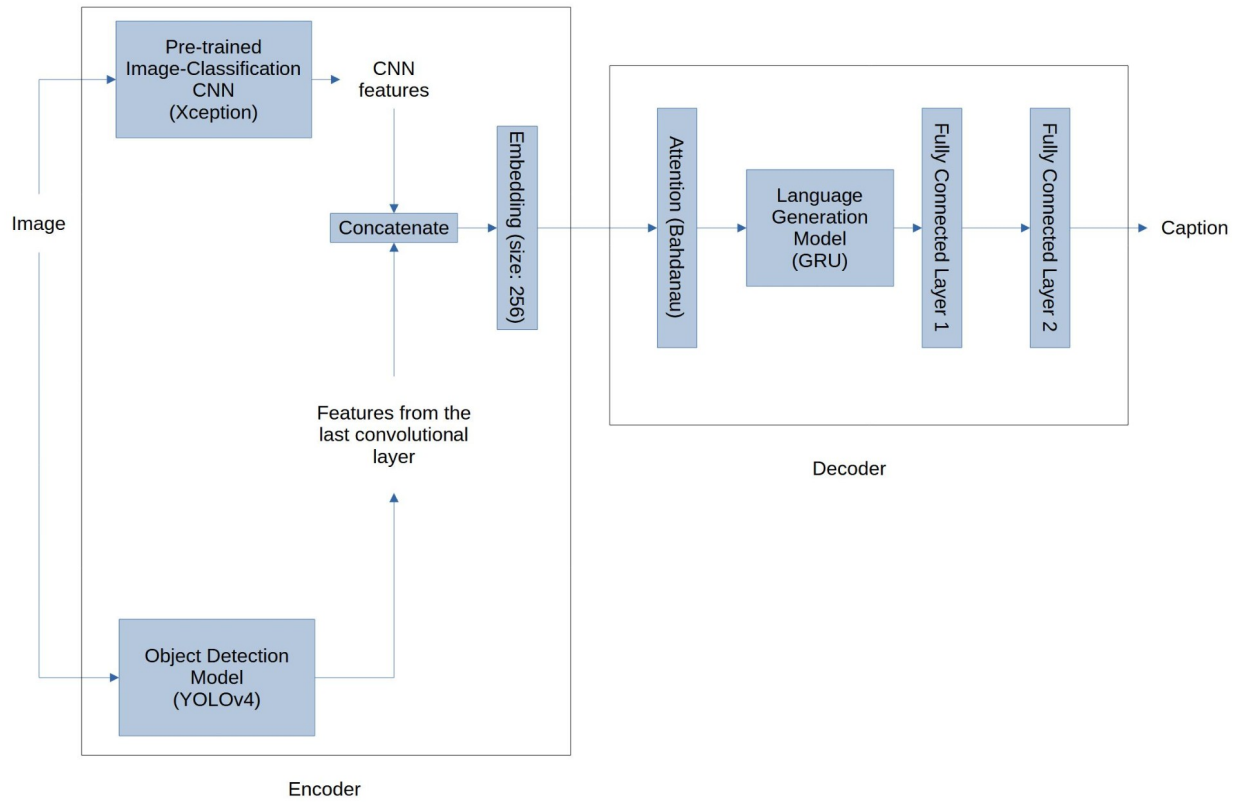 Image
Pre-trained
Image-Classification
CNN
(Xception)
CNN
features
Concatenate
Features from the
last convolutional
layer
Object Detection
Model
(YOLOv4)
Embedding (size: 256)
Encoder
Attention (Bahdanau)
Language
Generation
Model
(GRU)
Fully Connected Layer 1
Fully Connected Layer 2
Decoder
Caption